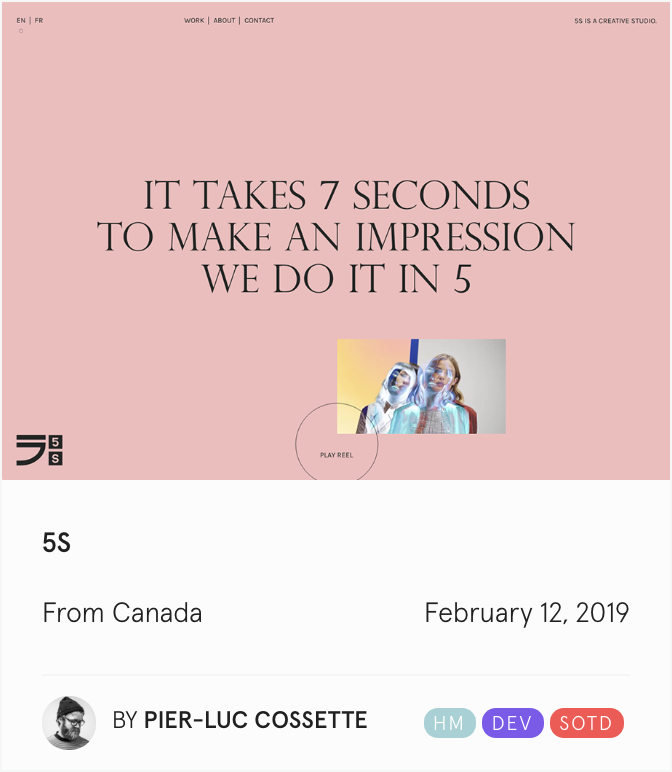 EN | FR
WORK | ABOUT | CONTACT
5S IS A CREATIVE STUDIO.
IT TAKES 7 SECONDS
TO MAKE AN IMPRESSION
WE DO IT IN 5
PLAY REEL
5
S
5S
From Canada
February 12, 2019
BY PIER-LUC COSSETTE
HM
DEV
SOTD